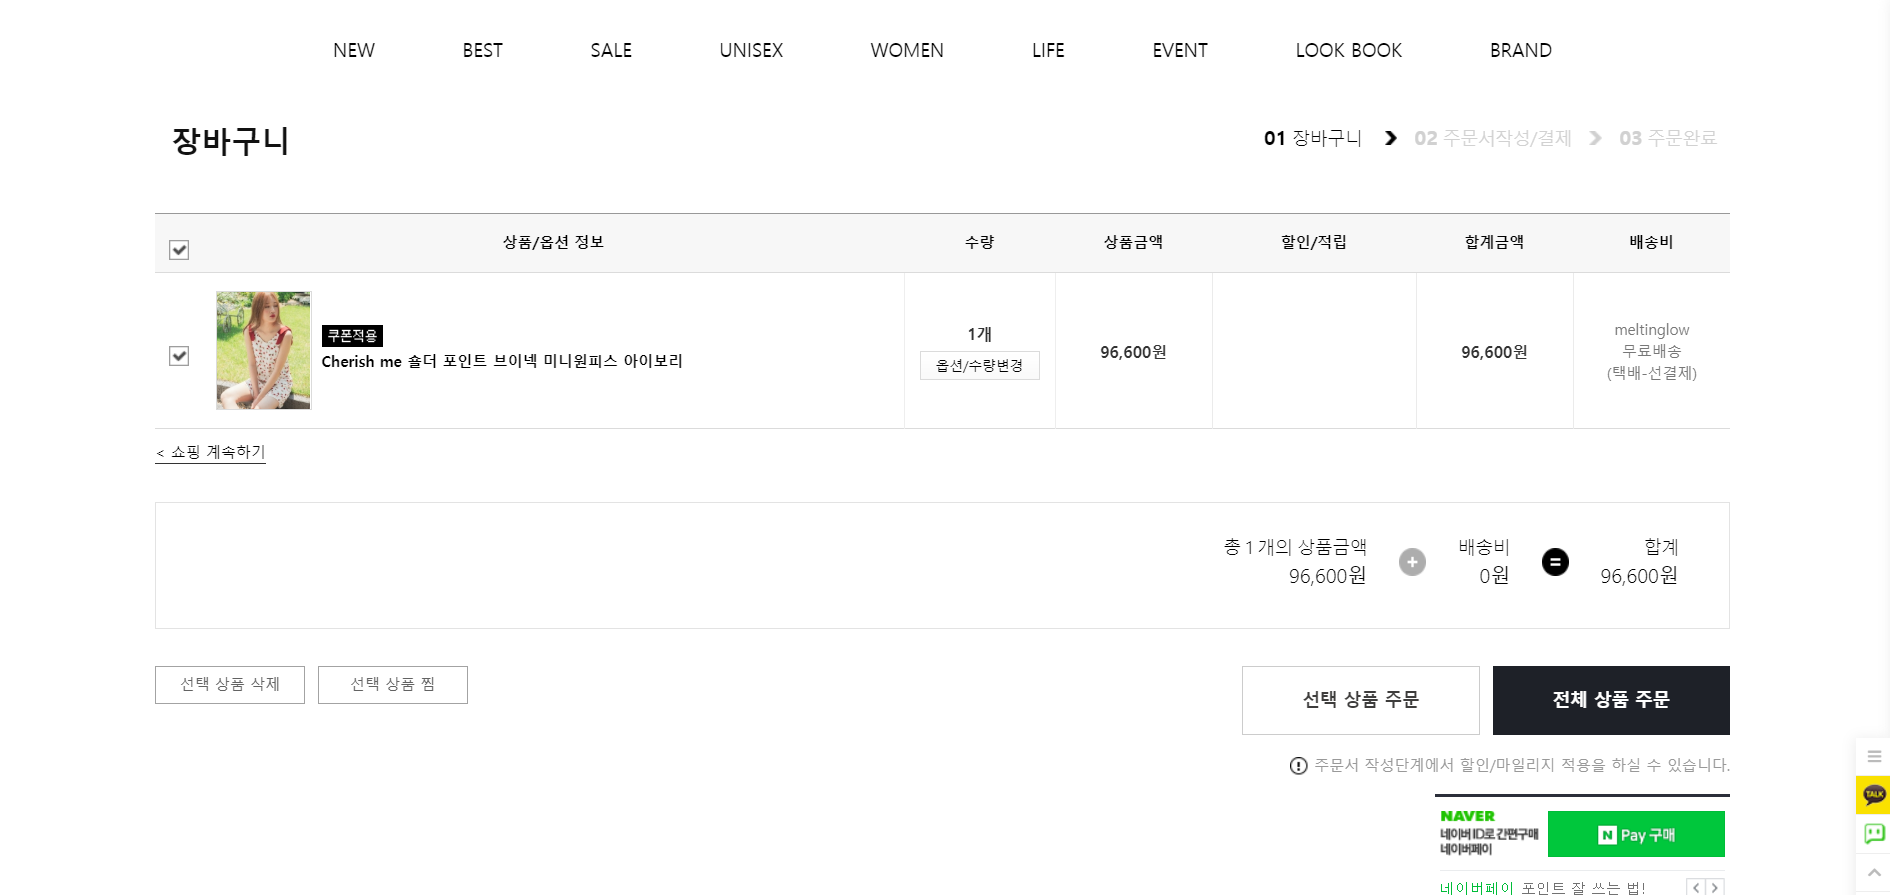 NEW BEST SALE UNISEX WOMEN LIFE EVENT LOOK BOOK BRAND
장바구니
01 장바구니 02 주문서작성/결제 03 주문완료
상품/옵션 정보 수량 상품금액 할인/적립 합계금액 배송비
쿠폰적용
Cherish me 숄더 포인트 브이넥 미니원피스 아이보리
1개
옵션/수량변경
96,600원
96,600원
meltinglow
무료배송
(택배-선결제)
< 쇼핑 계속하기
총 1 개의 상품금액
96,600원
배송비
0원
합계
96,600원
선택 상품 삭제
선택 상품 찜
선택 상품 주문
전체 상품 주문
주문서 작성단계에서 할인/마일리지 적용을 하실 수 있습니다.
TALK
NAVER
네이버 ID로 간편구매
네이버페이
N Pay 구매
네이버페이 포인트 잘 쓰는 법!